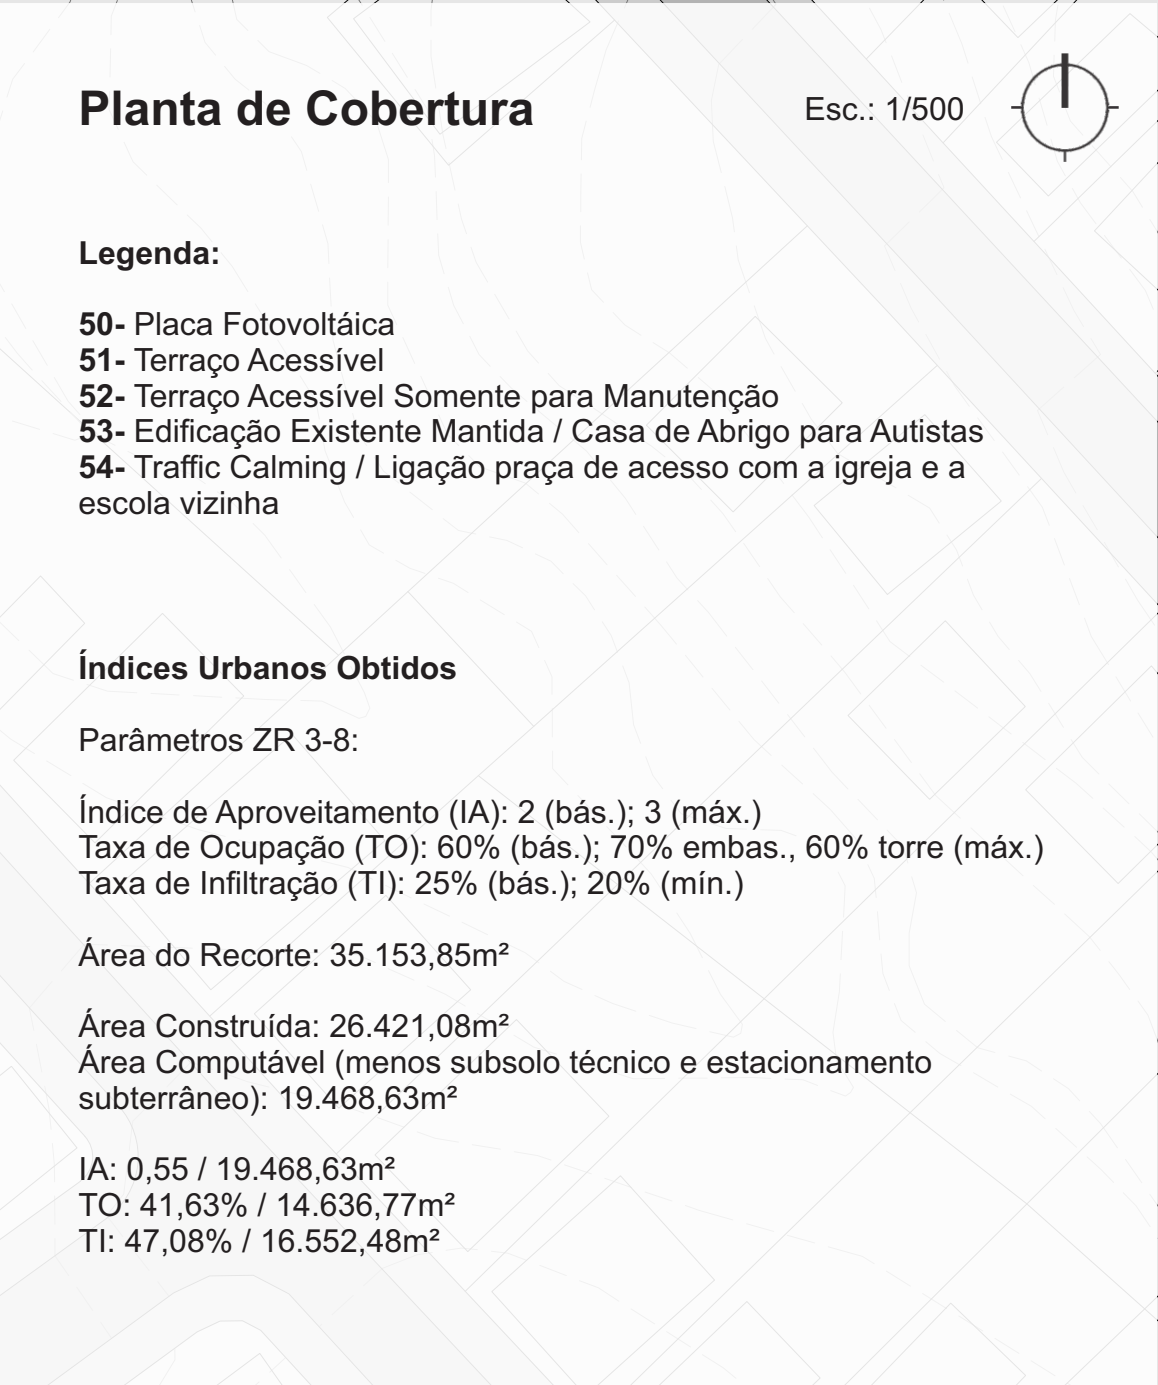 Planta de Cobertura
Esc.: 1/500
Legenda:
50- Placa Fotovoltáica
51- Terraço Acessível
52- Terraço Acessível Somente para Manutenção
53- Edificação Existente Mantida / Casa de Abrigo para Autistas
54- Traffic Calming / Ligação praça de acesso com a igreja e a
escola vizinha
Índices Urbanos Obtidos
Parâmetros ZR 3-8:
Índice de Aproveitamento (IA): 2 (bás.); 3 (máx.)
Taxa de Ocupação (TO): 60% (bás.); 70% embas., 60% torre (máx.)
Taxa de Infiltração (TI): 25% (bás.); 20% (mín.)
Área do Recorte: 35.153,85m²
Área Construída: 26.421,08m²
Área Computável (menos subsolo técnico e estacionamento
subterrâneo): 19.468,63m²
IA: 0,55 / 19.468,63m²
TO: 41,63% / 14.636,77m²
TI: 47,08% / 16.552,48m²